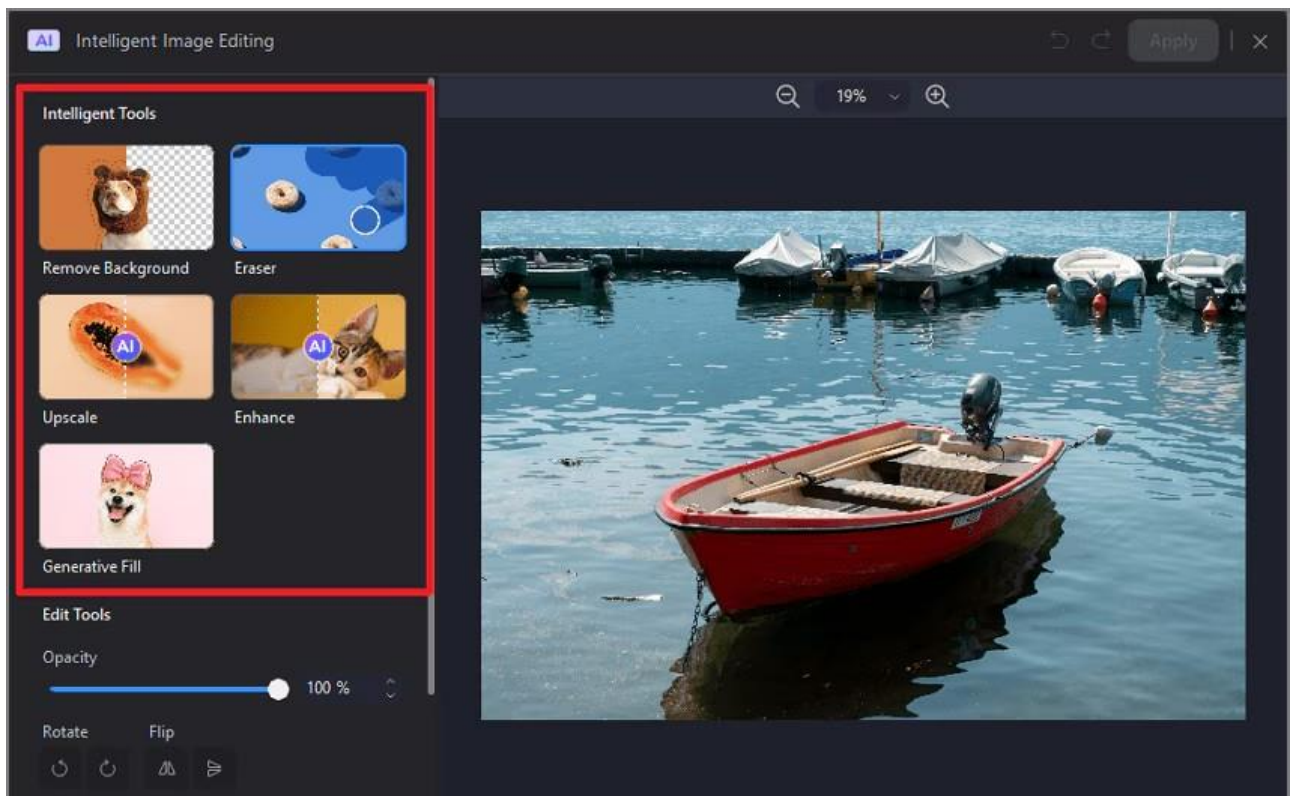 AI Intelligent Image Editing
Apply
19%
Intelligent Tools
Remove Background
Eraser
AI
AI
Upscale
Enhance
Generative Fill
Edit Tools
Opacity
100 %
Rotate
Flip